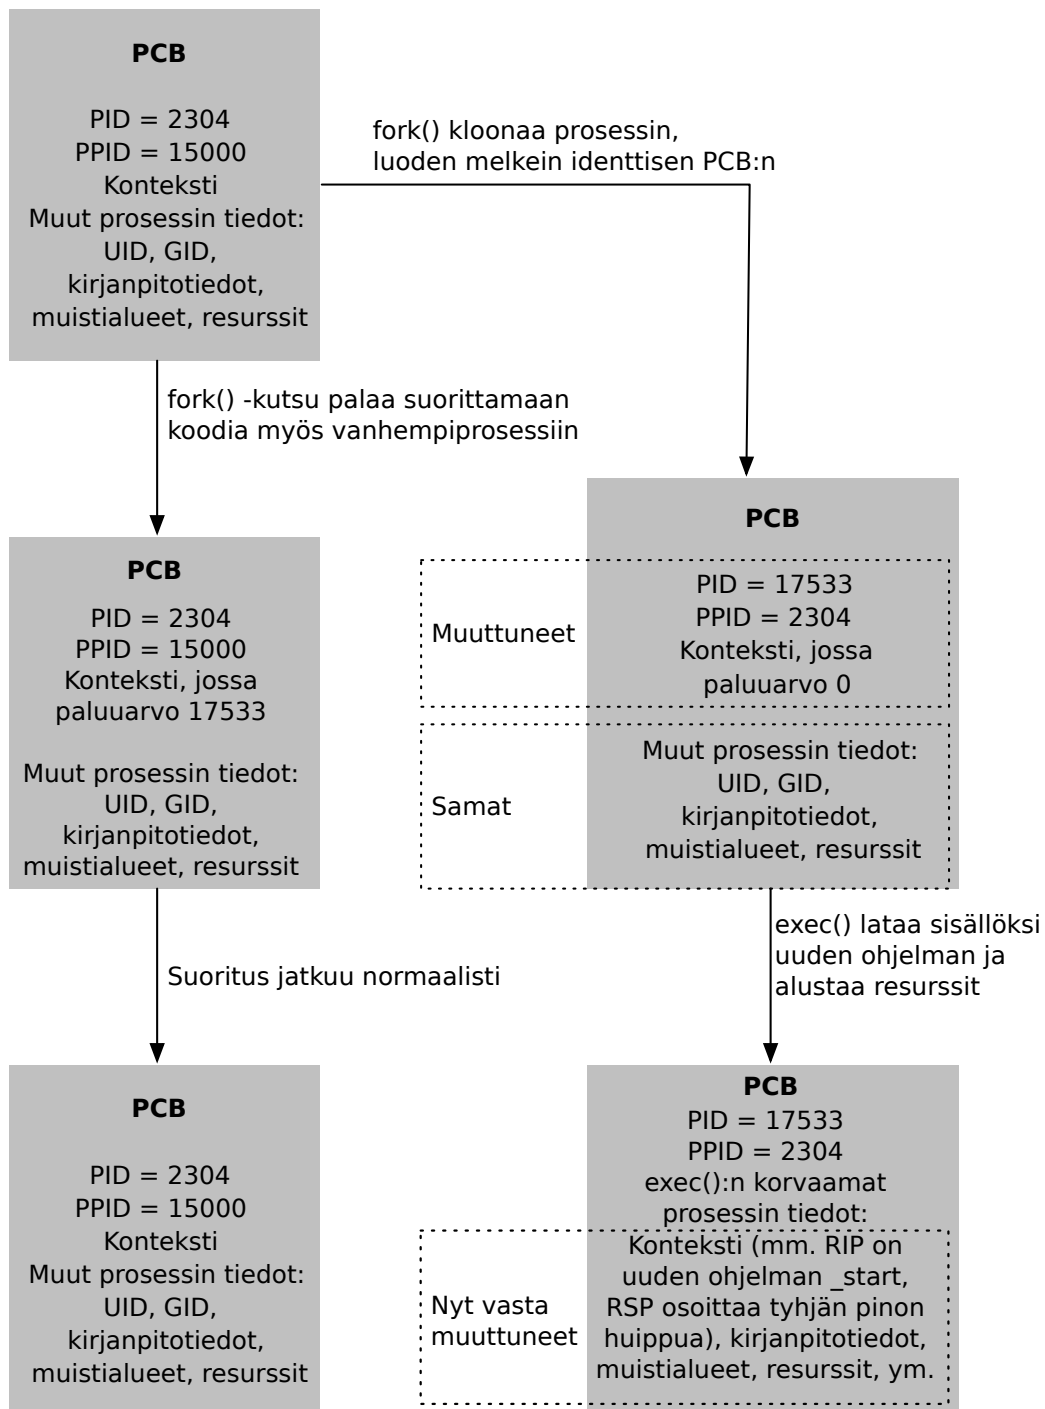 PCB
PID = 2304
PPID = 15000
Konteksti
Muut prosessin tiedot:
UID, GID,
kirjanpitotiedot,
muistialueet, resurssit
fork() kloonaa prosessin,
luoden melkein identtisen PCB:n
fork() -kutsu palaa suorittamaan
koodia myös vanhempiprosessiin
PCB
PID = 2304
PPID = 15000
Konteksti, jossa
paluuarvo 17533
Muut prosessin tiedot:
UID, GID,
kirjanpitotiedot,
muistialueet, resurssit
PCB
Muuttuneet
PID = 17533
PPID = 2304
Konteksti, jossa
paluuarvo 0
Samat
Muut prosessin tiedot:
UID, GID,
kirjanpitotiedot,
muistialueet, resurssit
Suoritus jatkuu normaalisti
exec() lataa sisällöksi
uuden ohjelman ja
alustaa resurssit
PCB
PID = 2304
PPID = 15000
Konteksti
Muut prosessin tiedot:
UID, GID,
kirjanpitotiedot,
muistialueet, resurssit
PCB
PID = 17533
PPID = 2304
exec():n korvaamat
prosessin tiedot:
Nyt vasta
muuttuneet
Konteksti (mm. RIP on
uuden ohjelman _start,
RSP osoittaa tyhjän pinon
huippua), kirjanpitotiedot,
muistialueet, resurssit, ym.